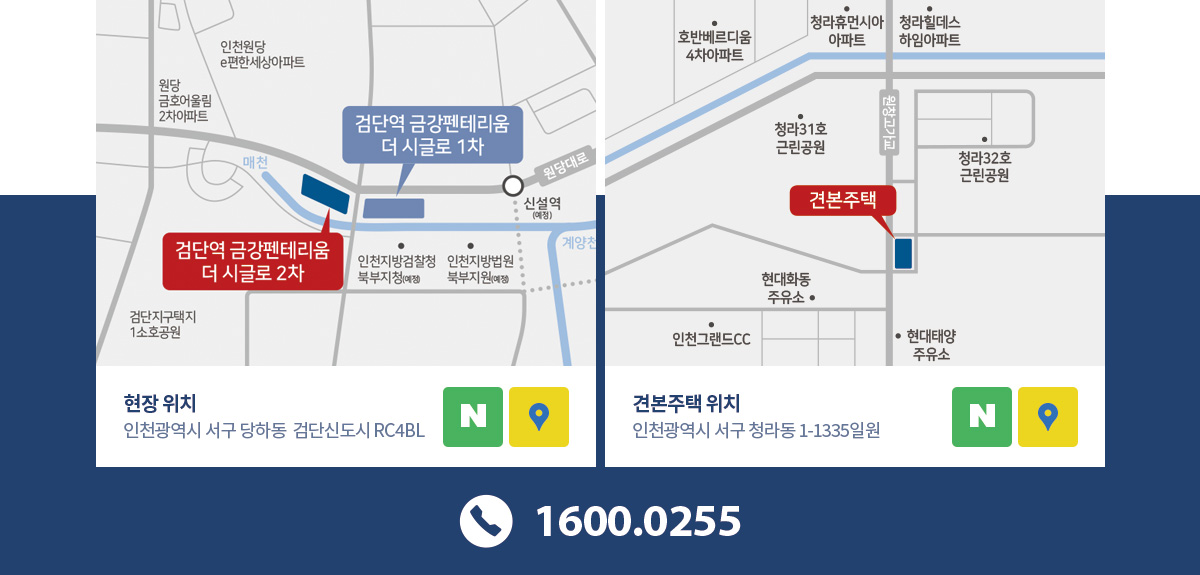 인천원당
e편한세상아파트
원당
금호어울림
2차아파트
검단역 금강펜테리움
더 시글로 1차
매천
원당대로
신설역
(예정)
검단역 금강펜테리움
더 시글로 2차
인천지방검찰청
북부지청(예정)
인천지방법원
북부지원(예정)
계양천
검단지구택지
1소호공원
현장 위치
인천광역시 서구 당하동 검단신도시 RC4BL
N
호반베르디움
4차아파트
청라휴먼시아
아파트
청라힐데스
하임아파트
원창고가교
청라31호
근린공원
청라32호
근린공원
견본주택
현대화동
주유소
인천그랜드CC
현대태양
주유소
견본주택 위치
인천광역시 서구 청라동 1-1335일원
N
1600.0255